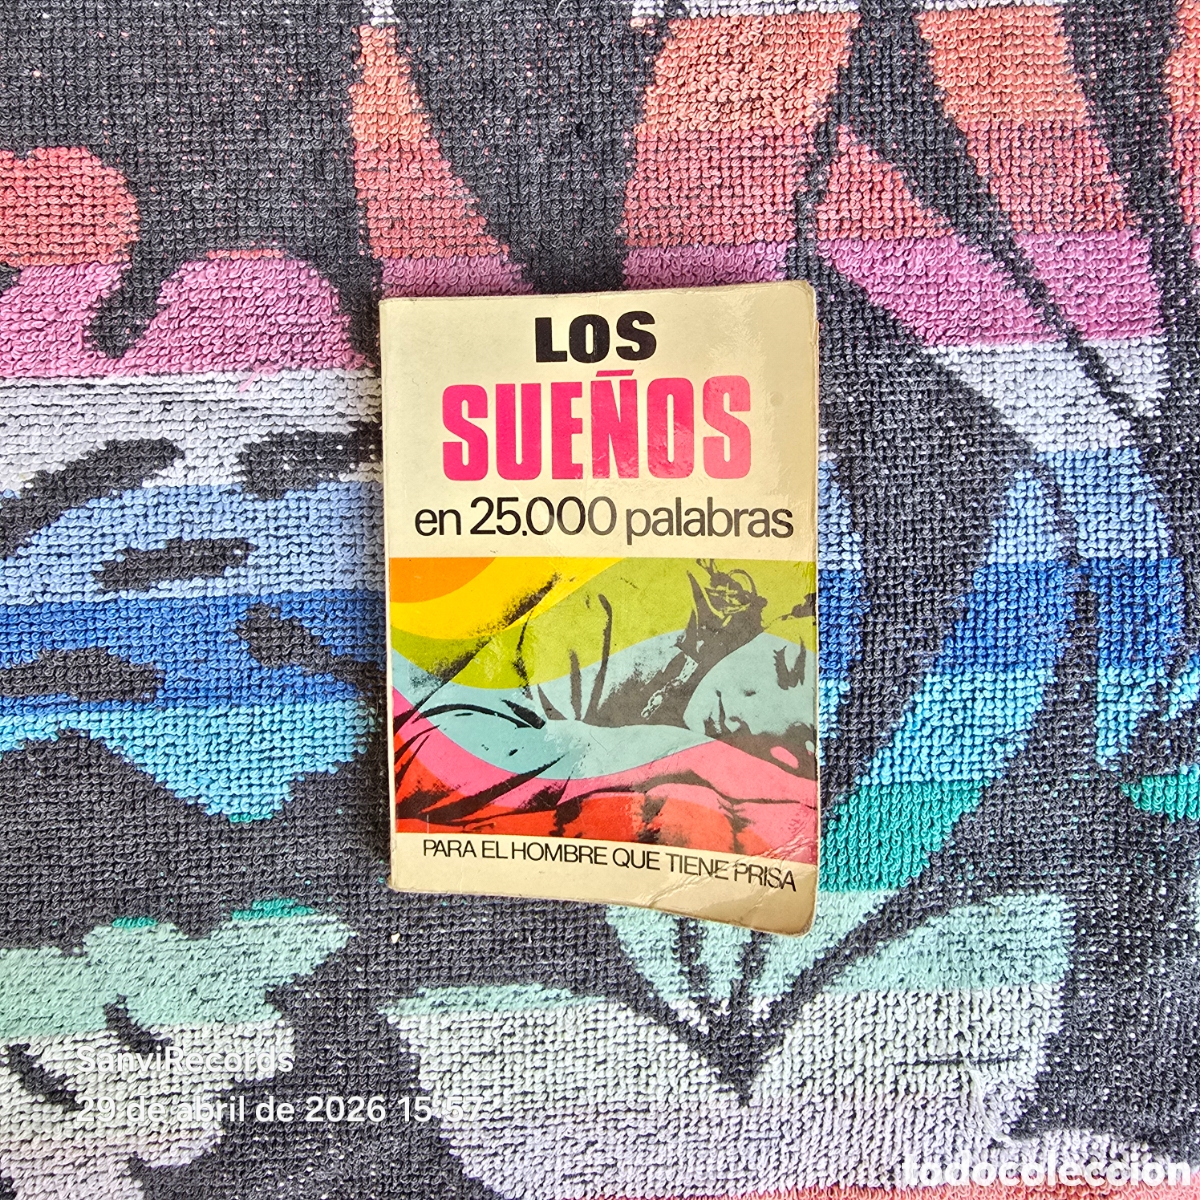 LOS
SUEÑOS
en 25.000 palabras
PARA EL HOMBRE QUE TIENE PRISA
SanviRecords
29 de abril de 2026 15:57
todocoleccion